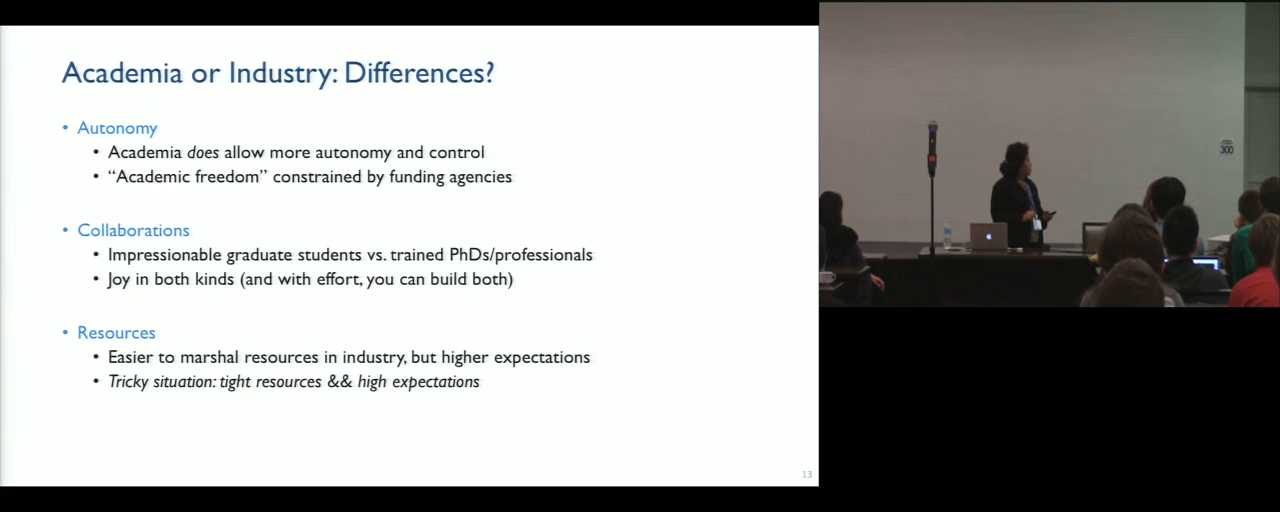 Academia or Industry: Differences?
• Autonomy
• Academia does allow more autonomy and control
• “Academic freedom” constrained by funding agencies
• Collaborations
• Impressionable graduate students vs. trained PhDs/professionals
• Joy in both kinds (and with effort, you can build both)
• Resources
• Easier to marshal resources in industry, but higher expectations
• Tricky situation: tight resources && high expectations
13
300